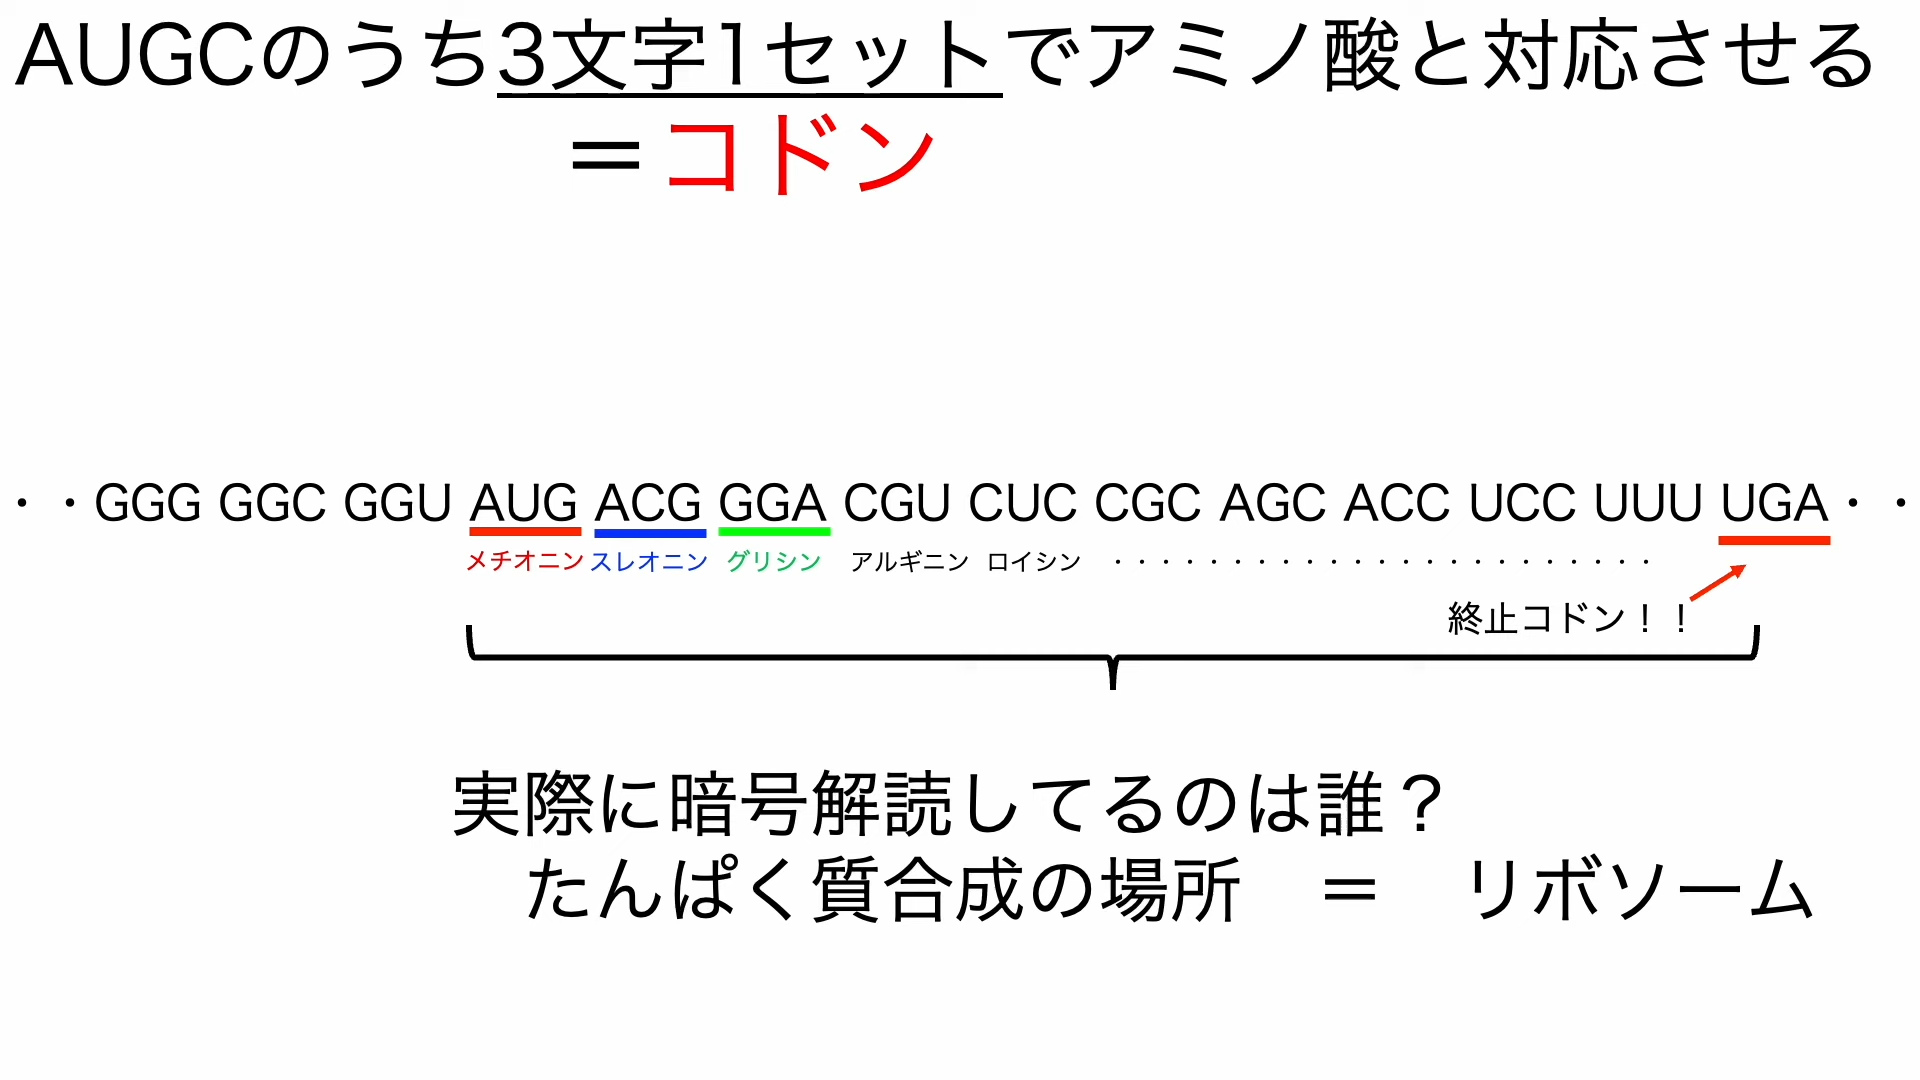 AUGCのうち3文字1セットでアミノ酸と対応させる
＝コドン
・・GGG GGC GGU AUG ACG GGA CGU CUC CGC AGC ACC UCC UUU UGA・・
メチオニン スレオニン グリシン アルギニン ロイシン ・・・・・・・・・・・・・・・・・・・・・・・
終止コドン！！
実際に暗号解読してるのは誰？
たんぱく質合成の場所 ＝ リボソーム